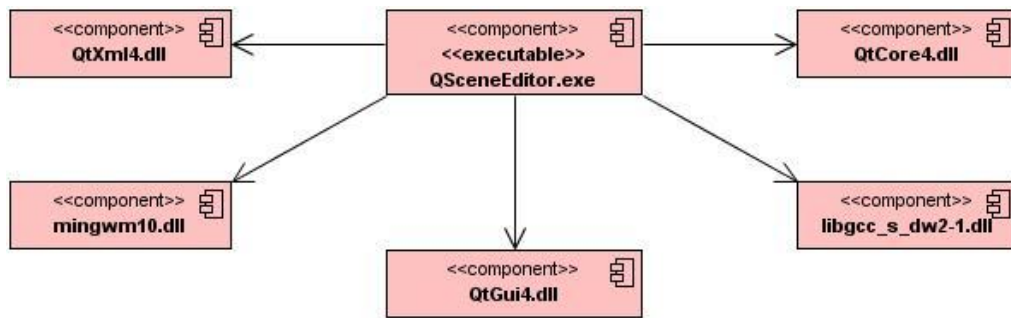 <<component>>
QtXml4.dll
<<component>>
<<executable>>
QSceneEditor.exe
<<component>>
QtCore4.dll
<<component>>
mingwm10.dll
<<component>>
libgcc_s_dw2-1.dll
<<component>>
QtGui4.dll